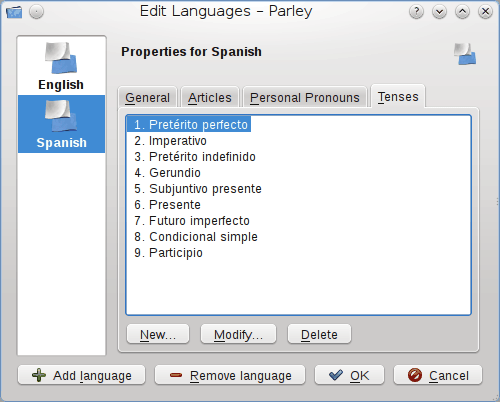 Edit Languages – Parley
English
Spanish
Properties for Spanish
General Articles Personal Pronouns Tenses
1. Pretérito perfecto
2. Imperativo
3. Pretérito indefinido
4. Gerundio
5. Subjuntivo presente
6. Presente
7. Futuro imperfecto
8. Condicional simple
9. Participio
New... Modify... Delete
Add language Remove language OK Cancel